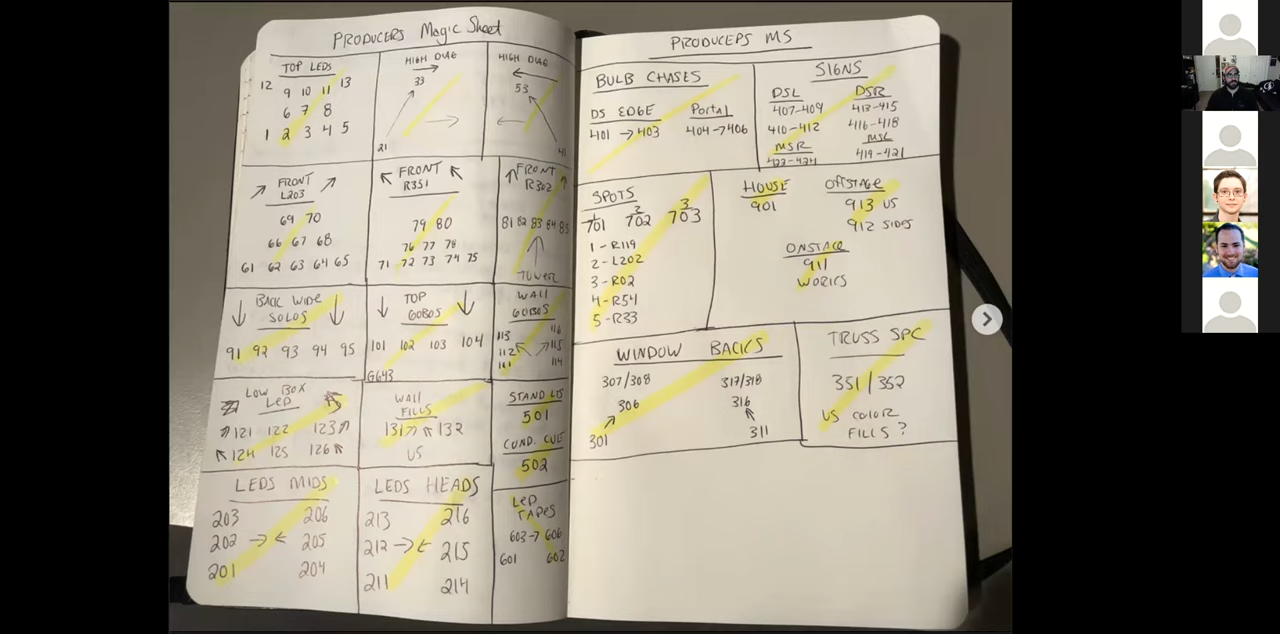 PRODUCERS Magic Sheet
TOP LEDS
12 9 10 11 13
6 7 8
1 2 3 4 5
HIGH DIAG
33
21
HIGH DIAG
53
41
FRONT
L203
69 70
66 67 68
61 62 63 64 65
FRONT
R351
79 80
76 77 78
71 72 73 74 75
FRONT
R302
81 82 83 84 85
TOWER
BACK WIDE
SOLOS
91 92 93 94 95
TOP
GOBOS
101 102 103 104
G643
WALL
GOBOS
113 116
112 115
111 114
LOW BOX
LED
121 122 123
124 125 126
WALL
FILLS
131 132
US
STAND LTS
501
COND. CUE
502
LEDS MIDS
203 206
202 → ← 205
201 204
LEDS HEADS
213 216
212 → ← 215
211 214
LED
TAPES
603 → 606
601 602
PRODUCERS MS
BULB CHASES
DS EDGE Portal
401 → 403 404 → 406
SIGNS
DSL DSR
407-409 413-415
410-412 416-418
MSR MSL
422-424 419-421
SPOTS
1 2 3
701 702 703
1 - R119
2 - L202
3 - R02
4 - R54
5 - R33
HOUSE
901
OFFSTAGE
913 US
912 SIDES
ONSTAGE
911
WORKS
WINDOW BACKS
307/308 317/318
306 316
301 311
TRUSS SPC
351/352
US COLOR
FILLS?